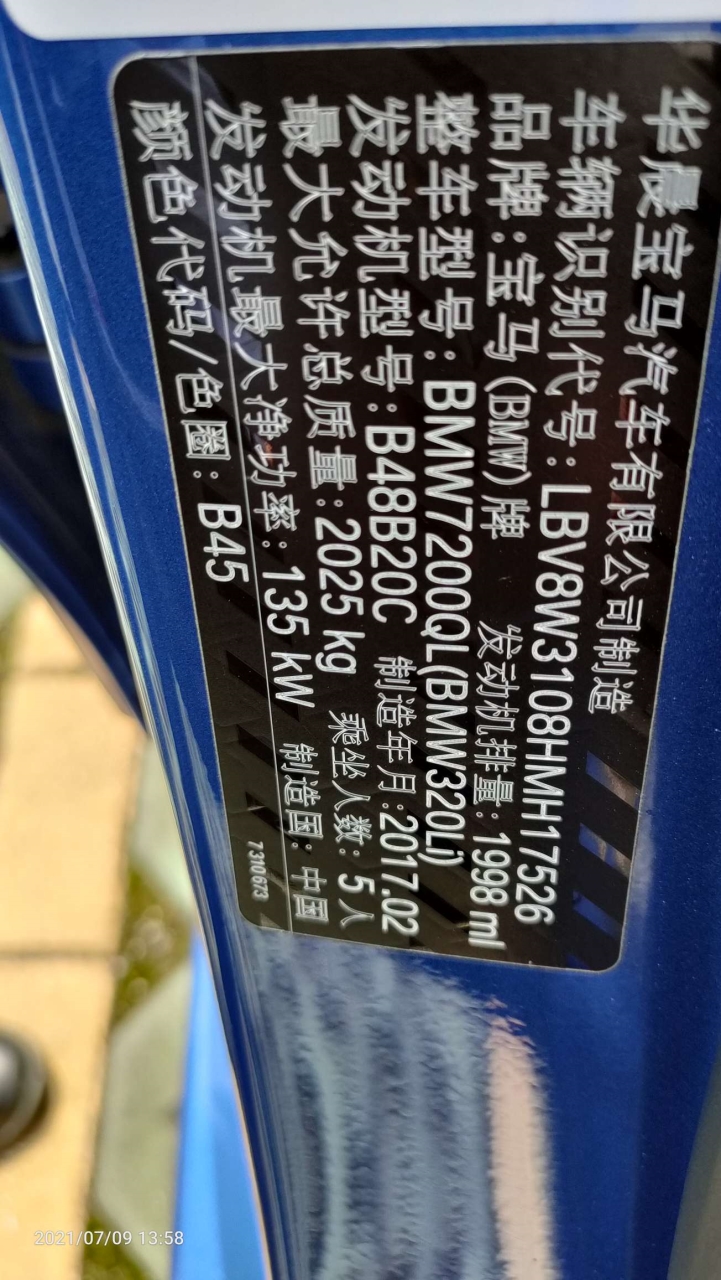 华晨宝马汽车有限公司制造
车辆识别代号：LBV8W3108HMH17526
品牌：宝马(BMW)牌 发动机排量：1998 ml
整车型号：BMW7200QL(BMW320Li)
发动机型号：B48B20C 制造年月：2017.02
最大允许总质量：2025 kg 乘坐人数：5人
发动机最大净功率：135 kW 制造国：中国
颜色代码/色圈：B45 7310673
2021/07/09 13:58